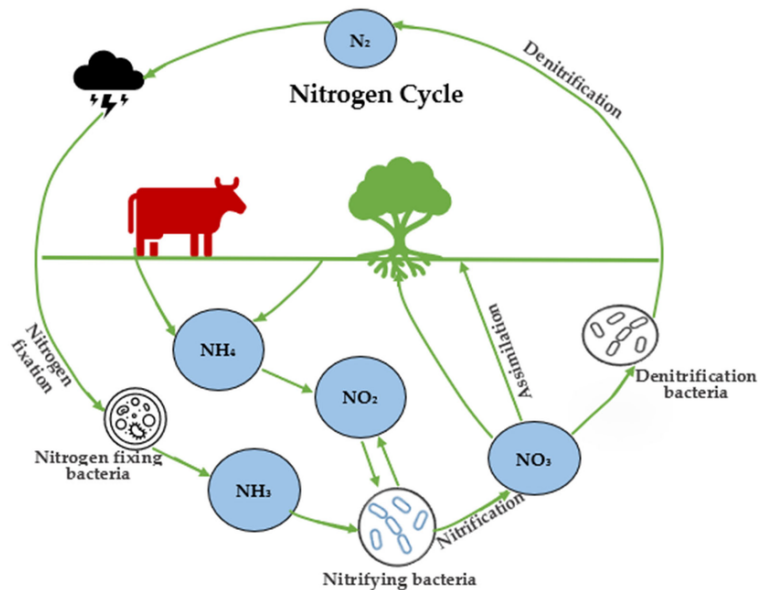 N₂
Denitrification
Nitrogen Cycle
Nitrogen
fixation
NH₄
NO₂
Assimilation
Denitrification
bacteria
Nitrogen fixing
bacteria
NH₃
NO₃
Nitrification
Nitrifying bacteria